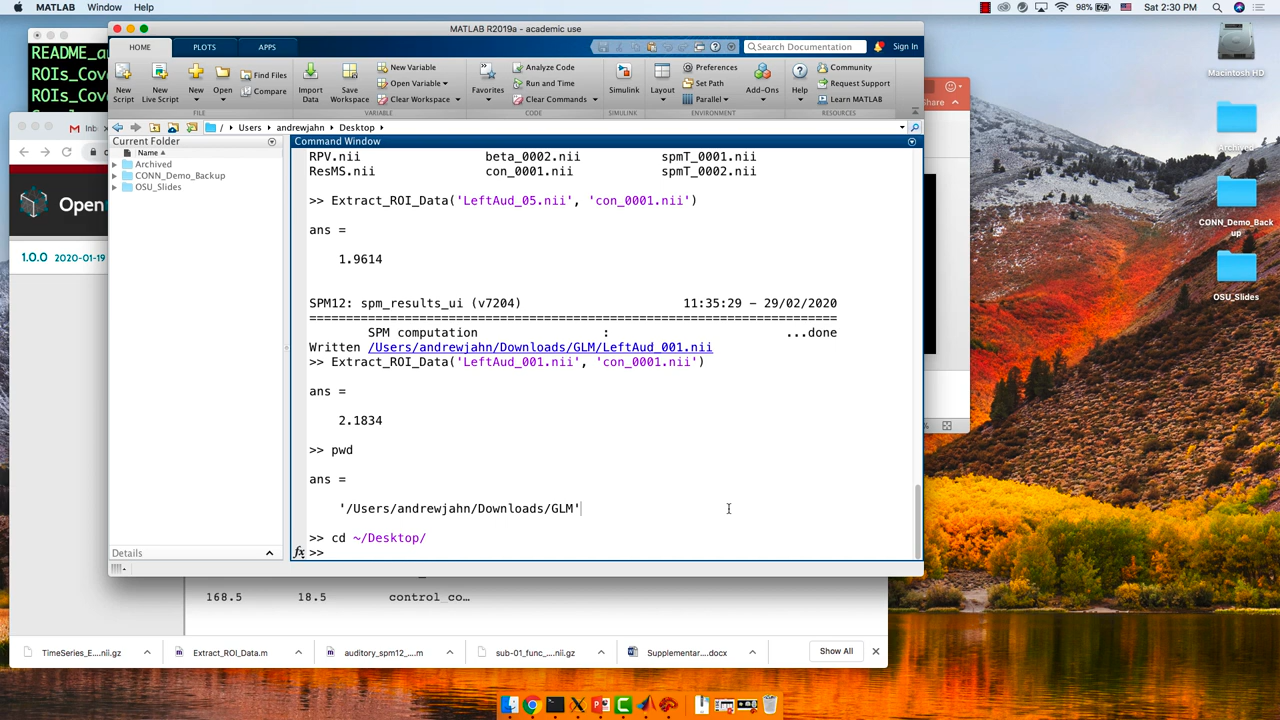 MATLAB Window Help
98%
Sat 2:30 PM
README_a
ROIs_Cov
ROIs_Cov
MATLAB R2019a - academic use
HOME PLOTS APPS
Search Documentation
Sign In
New Script
New Live Script
New
Open
Find Files
Compare
Import Data
Save Workspace
New Variable
Open Variable
Clear Workspace
Favorites
Analyze Code
Run and Time
Clear Commands
Simulink
Layout
Preferences
Set Path
Parallel
Add-Ons
Help
Community
Request Support
Learn MATLAB
FILE VARIABLE CODE SIMULINK ENVIRONMENT RESOURCES
/ Users andrewjahn Desktop
Current Folder
Name
Archived
CONN_Demo_Backup
OSU_Slides
Details
Command Window
RPV.nii beta_0002.nii spmT_0001.nii
ResMS.nii con_0001.nii spmT_0002.nii
>> Extract_ROI_Data('LeftAud_05.nii', 'con_0001.nii')
ans =
1.9614
SPM12: spm_results_ui (v7204) 11:35:29 - 29/02/2020
========================================================================
SPM computation : ...done
Written /Users/andrewjahn/Downloads/GLM/LeftAud_001.nii
>> Extract_ROI_Data('LeftAud_001.nii', 'con_0001.nii')
ans =
2.1834
>> pwd
ans =
'/Users/andrewjahn/Downloads/GLM'
>> cd ~/Desktop/
fx >>
Inb
Open
1.0.0 2020-01-19
Share
168.5 18.5 control_co…
TimeSeries_E....nii.gz
Extract_ROI_Data.m
auditory_spm12_....m
sub-01_func_....nii.gz
Supplementar....docx
Show All
Macintosh HD
Archived
CONN_Demo_Back
up
OSU_Slides